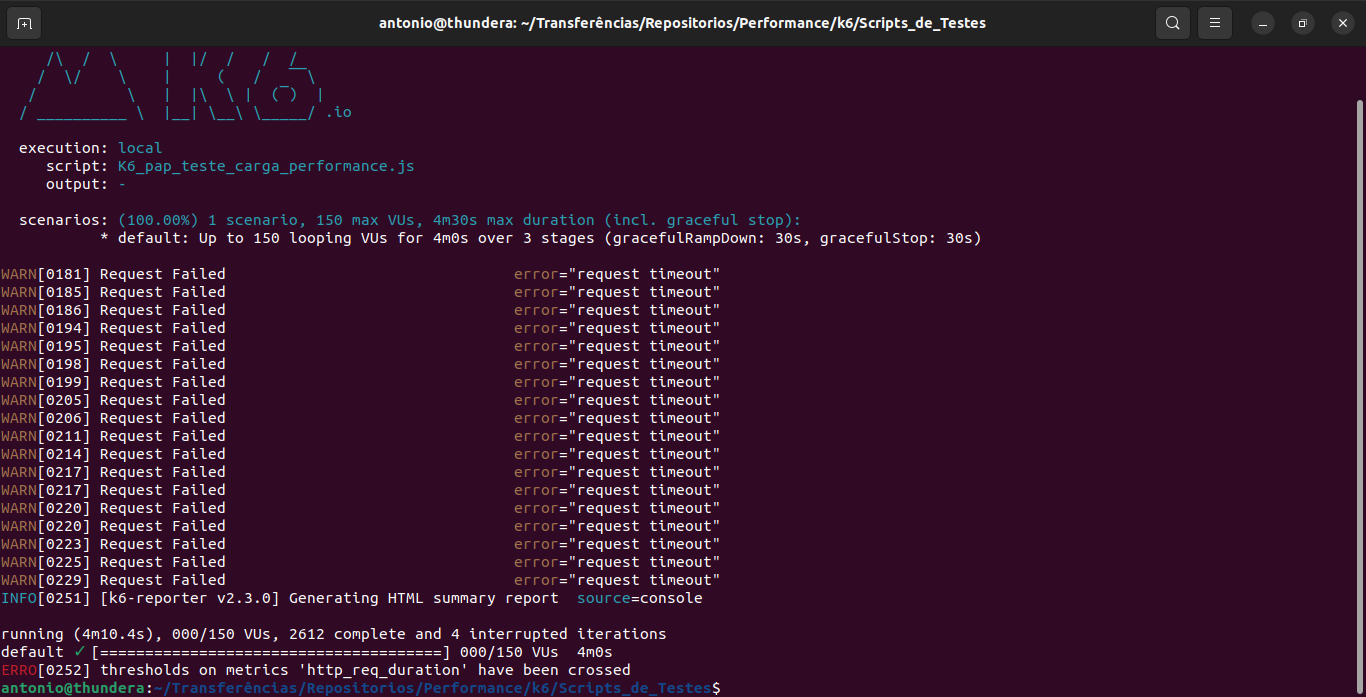 antonio@thundera: ~/Transferências/Repositorios/Performance/k6/Scripts_de_Testes
     /\  /  \     |  |/  /   /  /__
    /  \/    \    |     (   /   ‾‾\
   /          \   |  |\  \ |  (‾)  |
  / __________ \  |__| \__\ \_____/ .io
  execution: local
     script: K6_pap_teste_carga_performance.js
     output: -
  scenarios: (100.00%) 1 scenario, 150 max VUs, 4m30s max duration (incl. graceful stop):
           * default: Up to 150 looping VUs for 4m0s over 3 stages (gracefulRampDown: 30s, gracefulStop: 30s)
WARN[0181] Request Failed                                error="request timeout"
WARN[0185] Request Failed                                error="request timeout"
WARN[0186] Request Failed                                error="request timeout"
WARN[0194] Request Failed                                error="request timeout"
WARN[0195] Request Failed                                error="request timeout"
WARN[0198] Request Failed                                error="request timeout"
WARN[0199] Request Failed                                error="request timeout"
WARN[0205] Request Failed                                error="request timeout"
WARN[0206] Request Failed                                error="request timeout"
WARN[0211] Request Failed                                error="request timeout"
WARN[0214] Request Failed                                error="request timeout"
WARN[0217] Request Failed                                error="request timeout"
WARN[0217] Request Failed                                error="request timeout"
WARN[0220] Request Failed                                error="request timeout"
WARN[0220] Request Failed                                error="request timeout"
WARN[0223] Request Failed                                error="request timeout"
WARN[0225] Request Failed                                error="request timeout"
WARN[0229] Request Failed                                error="request timeout"
INFO[0251] [k6-reporter v2.3.0] Generating HTML summary report  source=console
running (4m10.4s), 000/150 VUs, 2612 complete and 4 interrupted iterations
default ✓ [======================================] 000/150 VUs  4m0s
ERRO[0252] thresholds on metrics 'http_req_duration' have been crossed
antonio@thundera:~/Transferências/Repositorios/Performance/k6/Scripts_de_Testes$